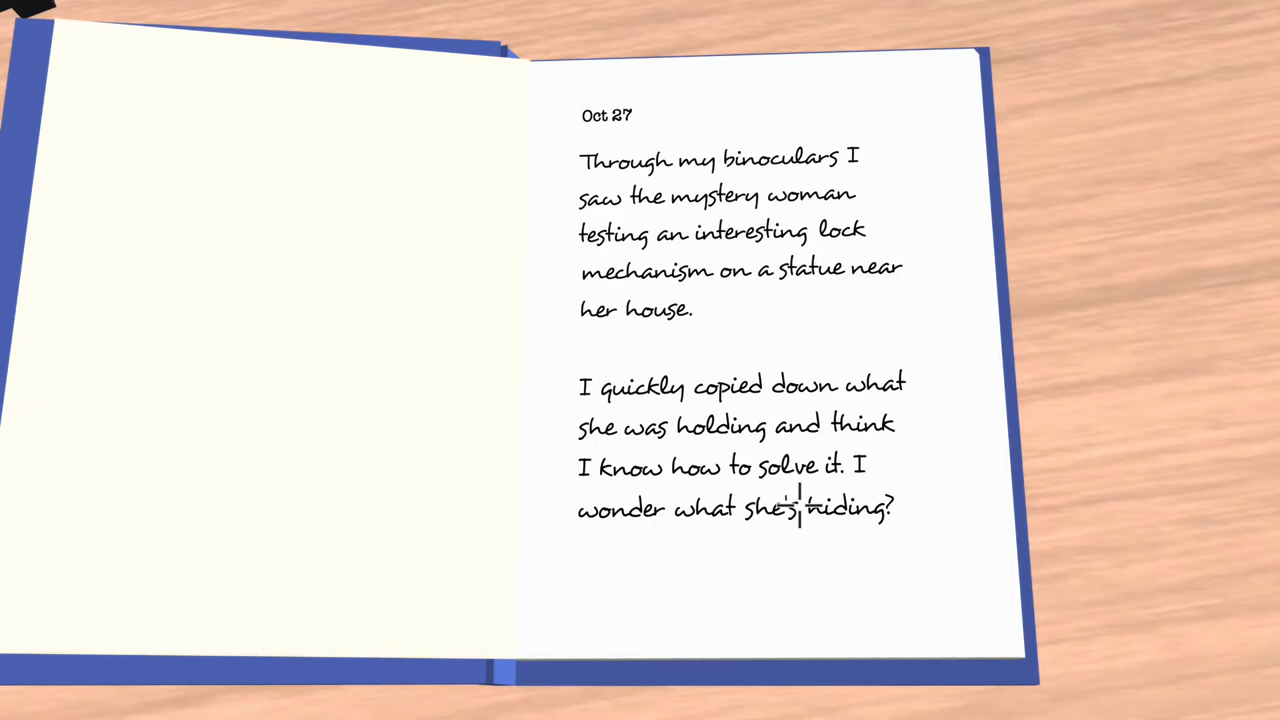 Oct 27
Through my binoculars I
saw the mystery woman
testing an interesting lock
mechanism on a statue near
her house.
I quickly copied down what
she was holding and think
I know how to solve it. I
wonder what she's hiding?